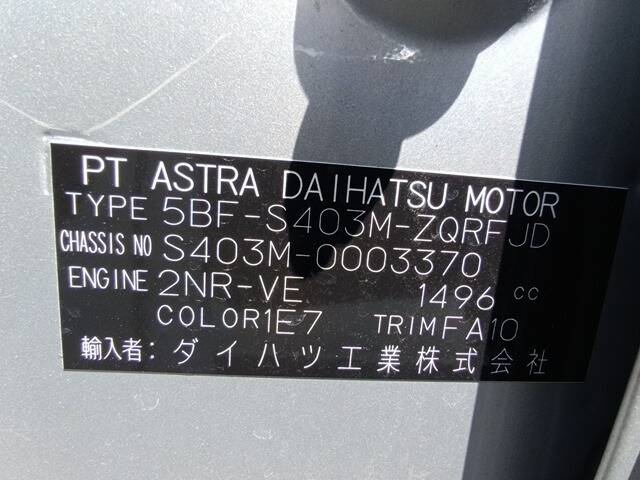 PT ASTRA DAIHATSU MOTOR
TYPE 5BF-S403M-ZQRFJD
CHASSIS NO S403M-0003370
ENGINE 2NR-VE 1496 cc
COLOR1E7 TRIMFA10
輸入者: ダイハツ工業株式会社